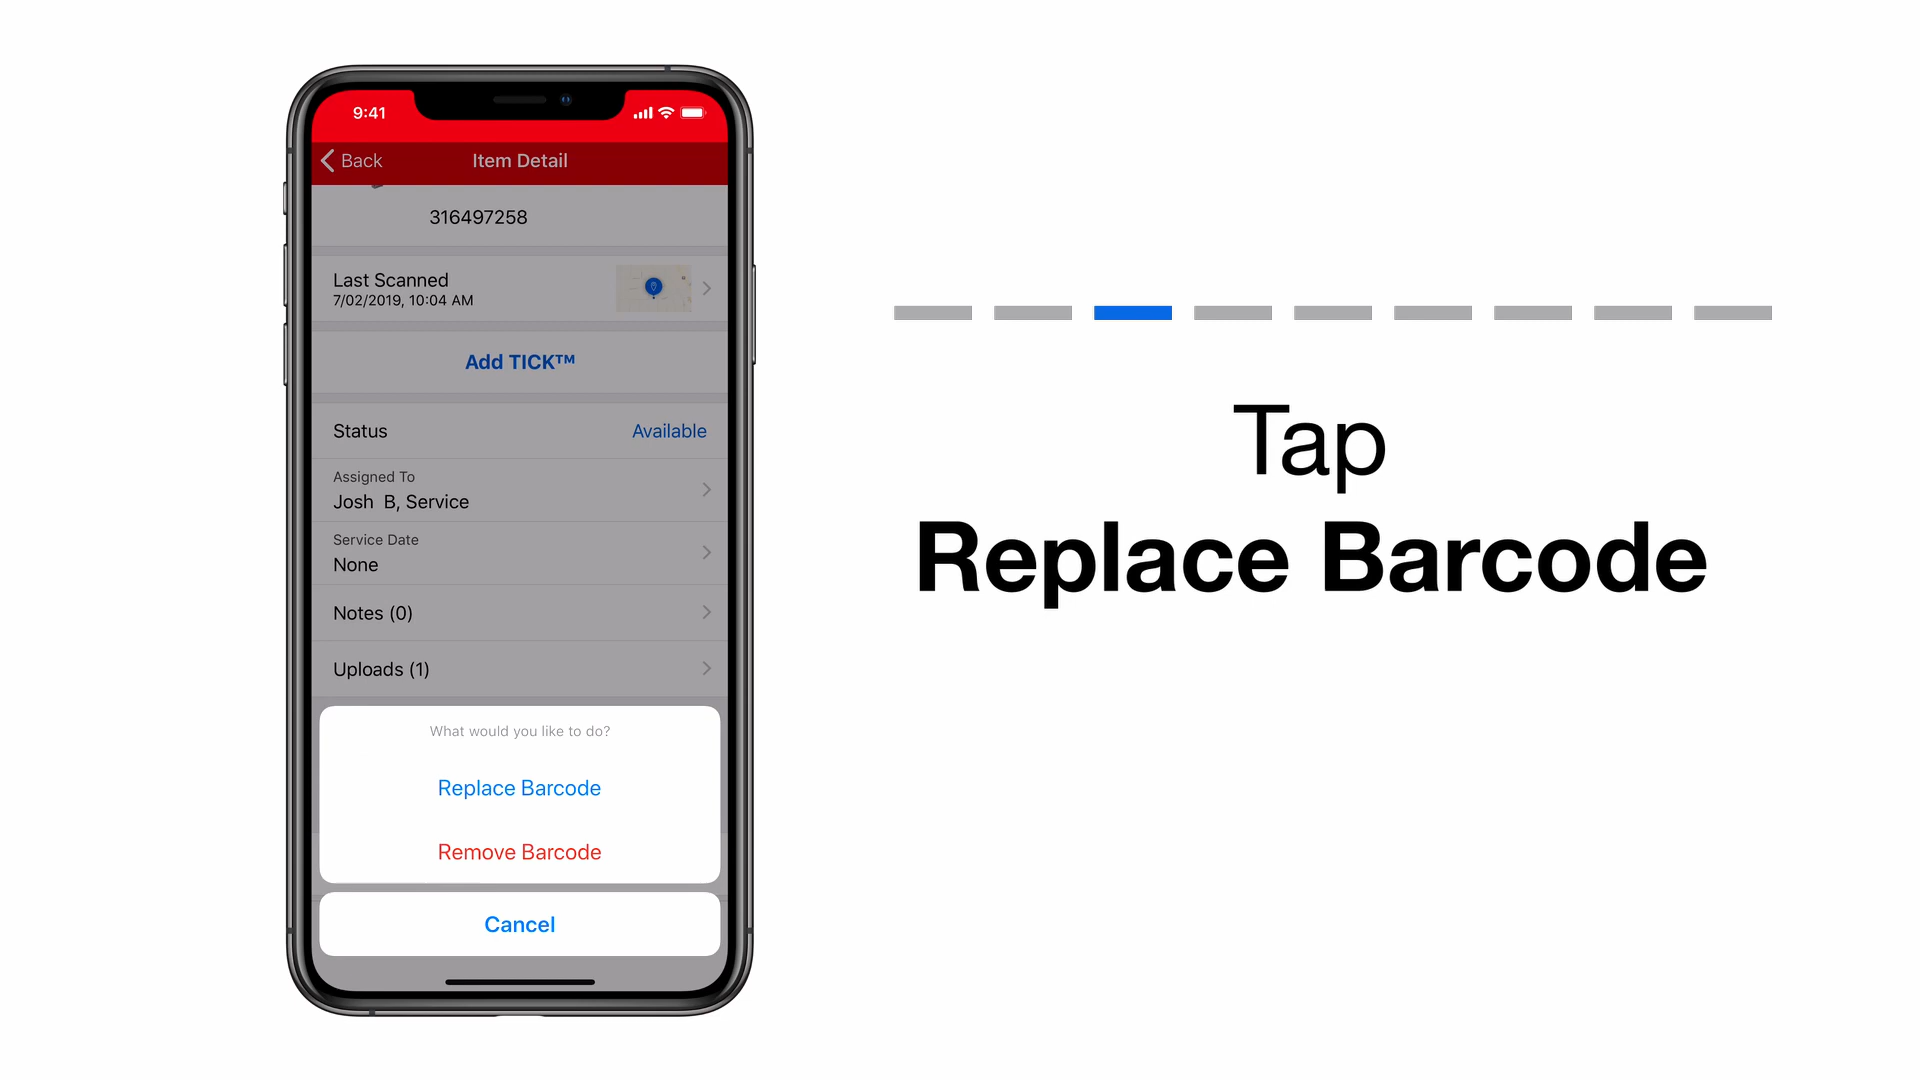 9:41
Back
Item Detail
316497258
Last Scanned
7/02/2019, 10:04 AM
Add TICK™
Status
Available
Assigned To
Josh B, Service
Service Date
None
Notes (0)
Uploads (1)
What would you like to do?
Replace Barcode
Remove Barcode
Cancel
Tap
Replace Barcode